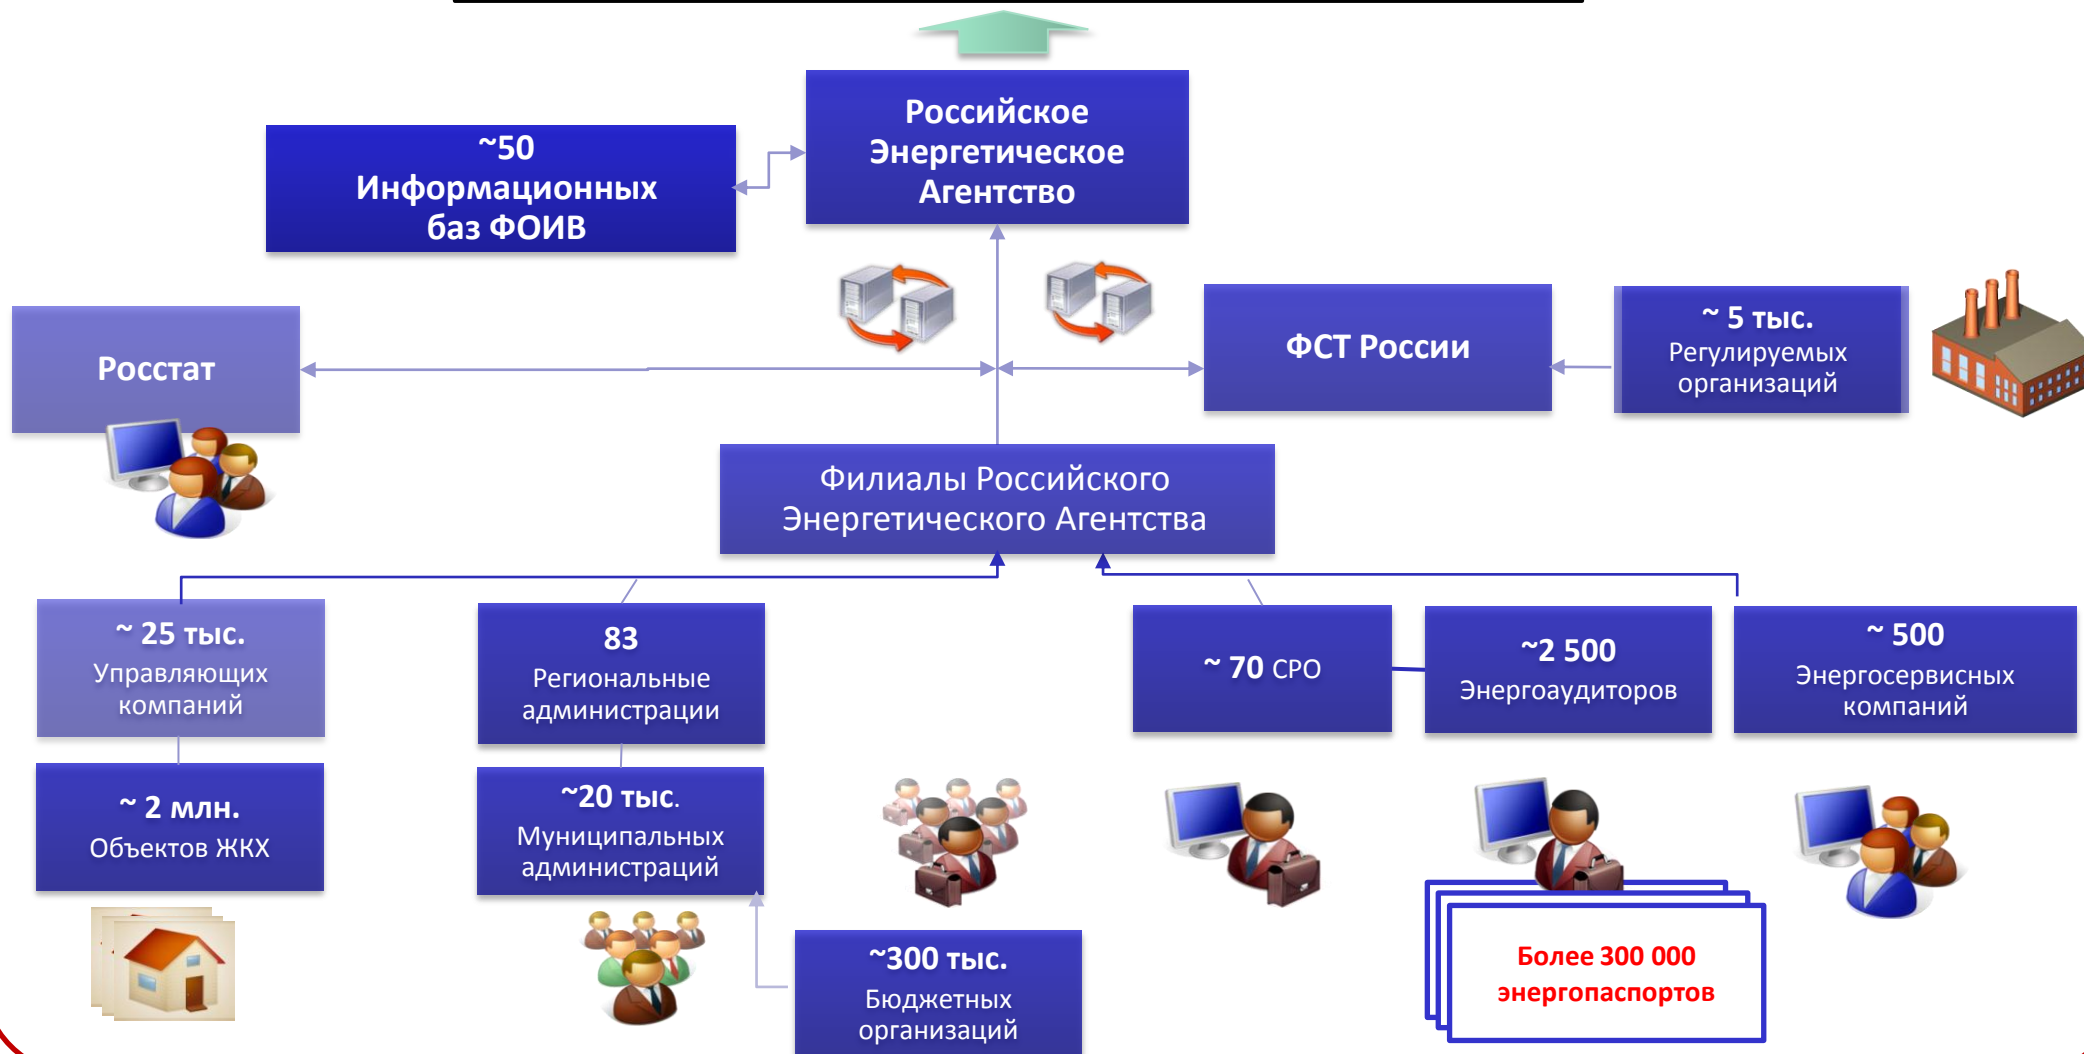 Российское
Энергетическое
Агентство
~50
Информационных
баз ФОИВ
Росстат
ФСТ России
~ 5 тыс.
Регулируемых
организаций
Филиалы Российского
Энергетического Агентства
~ 25 тыс.
Управляющих
компаний
83
Региональные
администрации
~ 70 СРО
~2 500
Энергоаудиторов
~ 500
Энергосервисных
компаний
~ 2 млн.
Объектов ЖКХ
~20 тыс.
Муниципальных
администраций
~300 тыс.
Бюджетных
организаций
Более 300 000
энергопаспортов